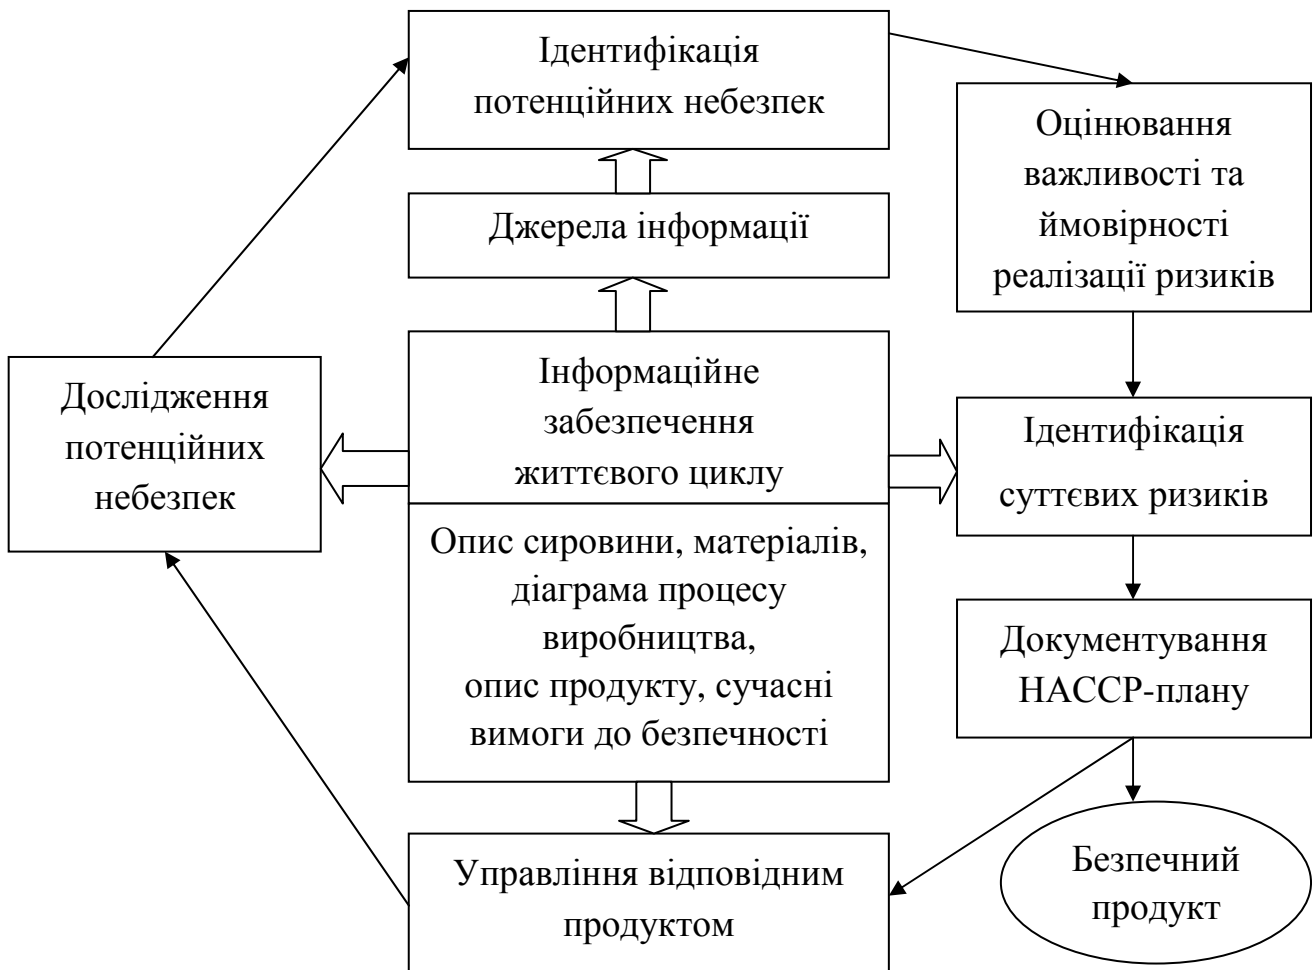 Ідентифікація
потенційних небезпек
Оцінювання
важливості та
ймовірності
реалізації ризиків
Джерела інформації
Інформаційне
забезпечення
життєвого циклу
Дослідження
потенційних
небезпек
Ідентифікація
суттєвих ризиків
Опис сировини, матеріалів,
діаграма процесу
виробництва,
опис продукту, сучасні
вимоги до безпечності
Документування
НАССР-плану
Управління відповідним
продуктом
Безпечний
продукт